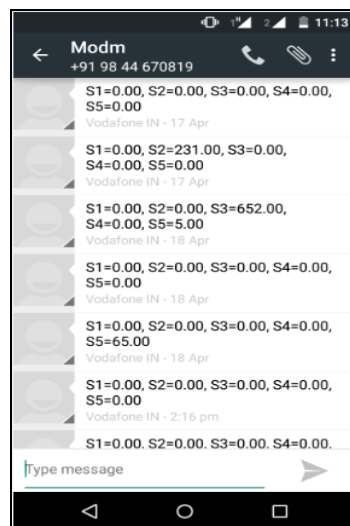 1 2 11:13
Modm
+91 98 44 670819
S1=0.00, S2=0.00, S3=0.00, S4=0.00,
S5=0.00
Vodafone IN - 17 Apr
S1=0.00, S2=231.00, S3=0.00,
S4=0.00, S5=0.00
Vodafone IN - 17 Apr
S1=0.00, S2=0.00, S3=652.00,
S4=0.00, S5=5.00
Vodafone IN - 18 Apr
S1=0.00, S2=0.00, S3=0.00, S4=0.00,
S5=0.00
Vodafone IN - 18 Apr
S1=0.00, S2=0.00, S3=0.00, S4=0.00,
S5=65.00
Vodafone IN - 18 Apr
S1=0.00, S2=0.00, S3=0.00, S4=0.00,
S5=0.00
Vodafone IN - 2:16 pm
S1=0.00, S2=0.00, S3=0.00, S4=0.00,
Type message